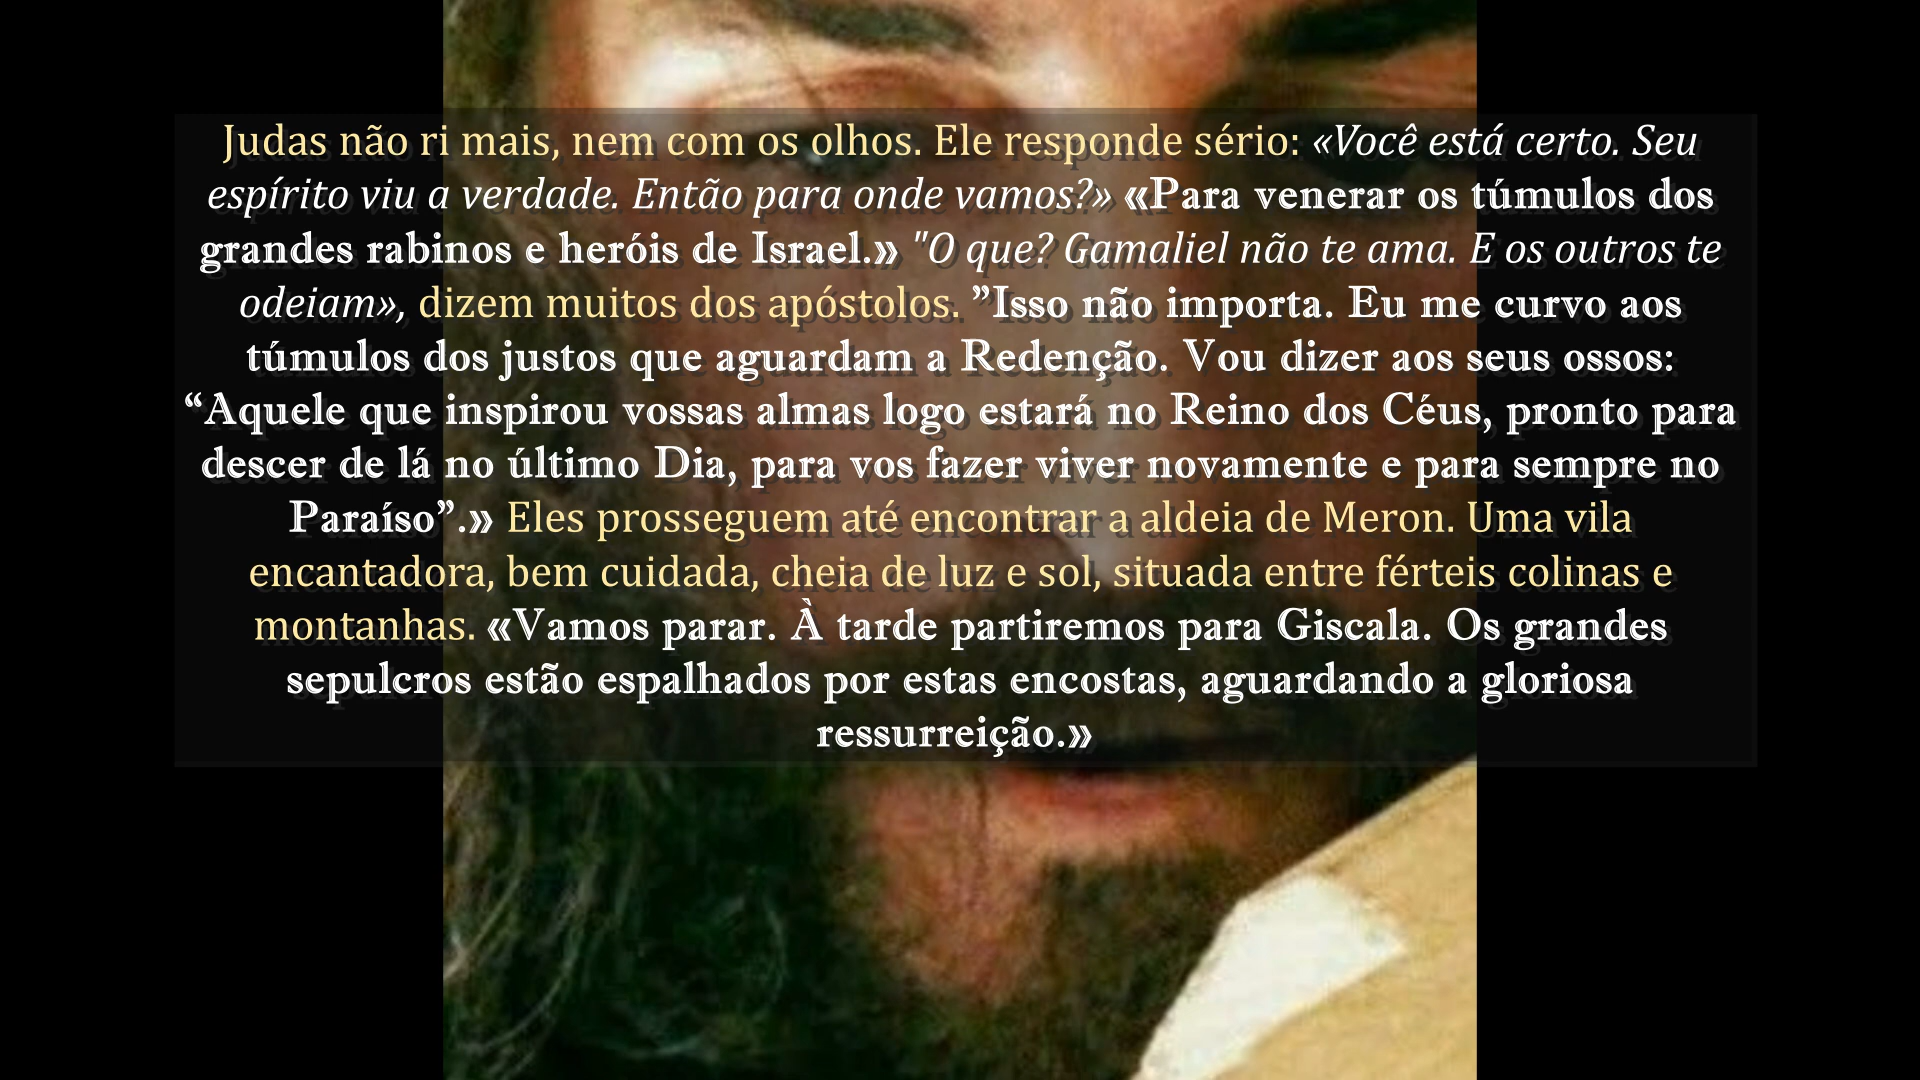 Judas não ri mais, nem com os olhos. Ele responde sério: «Você está certo. Seu
espírito viu a verdade. Então para onde vamos?» «Para venerar os túmulos dos
grandes rabinos e heróis de Israel.» "O que? Gamaliel não te ama. E os outros te
odeiam», dizem muitos dos apóstolos. ”Isso não importa. Eu me curvo aos
túmulos dos justos que aguardam a Redenção. Vou dizer aos seus ossos:
“Aquele que inspirou vossas almas logo estará no Reino dos Céus, pronto para
descer de lá no último Dia, para vos fazer viver novamente e para sempre no
Paraíso”.» Eles prosseguem até encontrar a aldeia de Meron. Uma vila
encantadora, bem cuidada, cheia de luz e sol, situada entre férteis colinas e
montanhas. «Vamos parar. À tarde partiremos para Giscala. Os grandes
sepulcros estão espalhados por estas encostas, aguardando a gloriosa
ressurreição.»